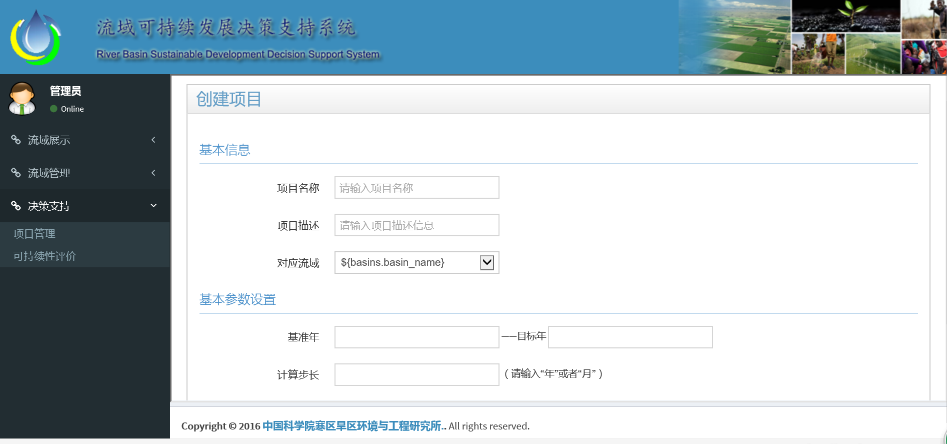 流域可持续发展决策支持系统
River Basin Sustainable Development Decision Support System
管理员
Online
流域展示
流域管理
决策支持
项目管理
可持续性评价
创建项目
基本信息
项目名称 请输入项目名称
项目描述 请输入项目描述信息
对应流域 ${basins.basin_name}
基本参数设置
基准年 ——目标年
计算步长 （请输入“年”或者“月”）
Copyright © 2016 中国科学院寒区旱区环境与工程研究所.. All rights reserved.